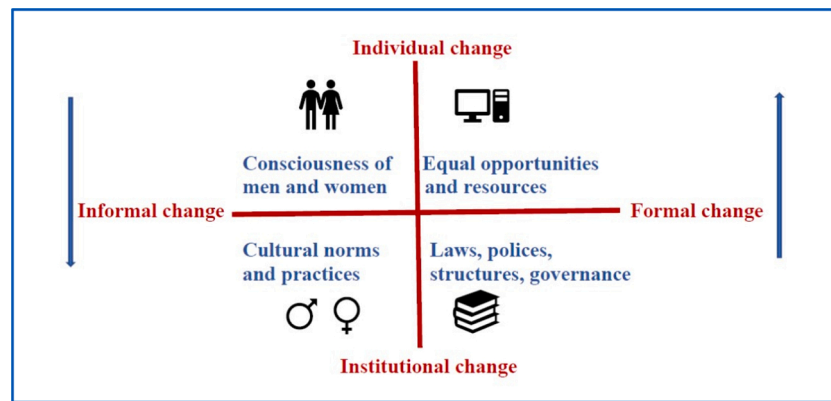 Individual change
Consciousness of
men and women
Equal opportunities
and resources
Informal change
Formal change
Cultural norms
and practices
Laws, polices,
structures, governance
Institutional change